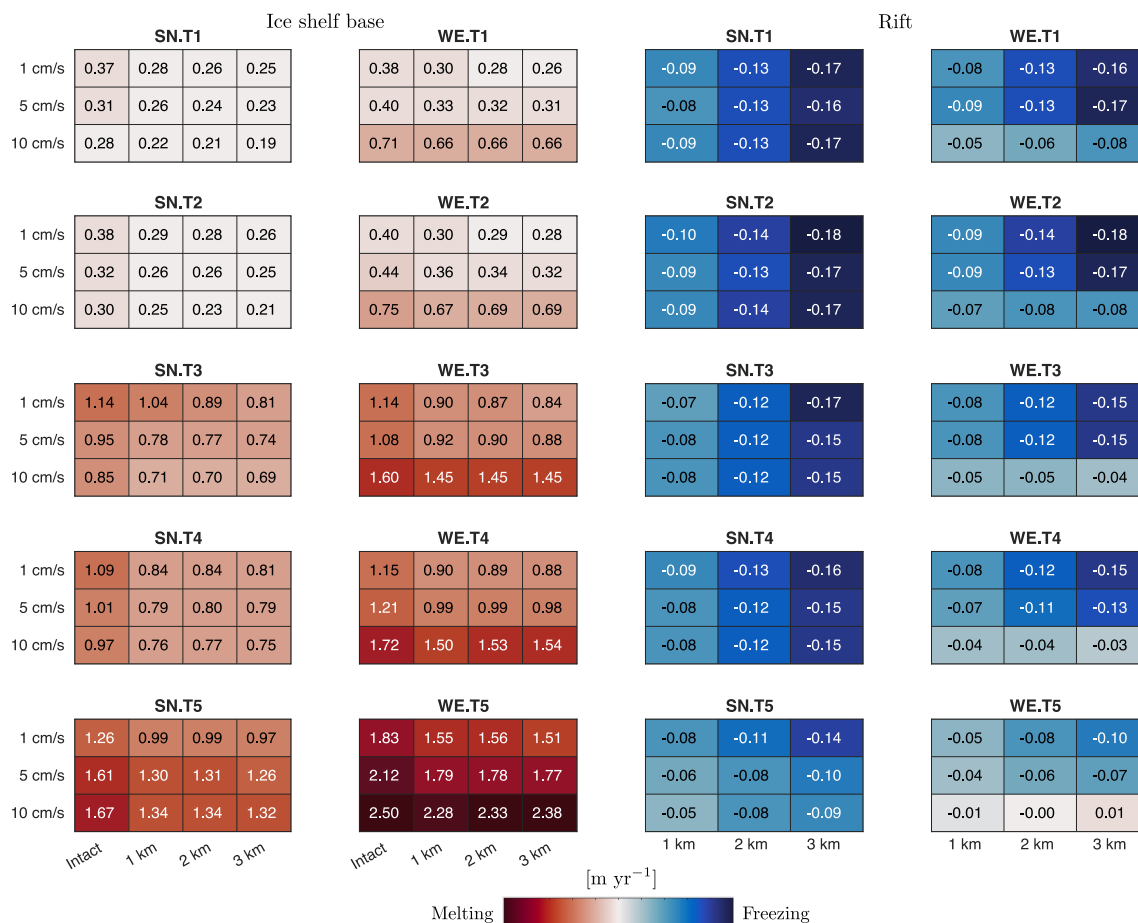 Ice shelf base Rift
SN.T1 WE.T1 SN.T1 WE.T1
1 cm/s 0.37 0.28 0.26 0.25 0.38 0.30 0.28 0.26 -0.09 -0.13 -0.17 -0.08 -0.13 -0.16
5 cm/s 0.31 0.26 0.24 0.23 0.40 0.33 0.32 0.31 -0.08 -0.13 -0.16 -0.09 -0.13 -0.17
10 cm/s 0.28 0.22 0.21 0.19 0.71 0.66 0.66 0.66 -0.09 -0.13 -0.17 -0.05 -0.06 -0.08
SN.T2 WE.T2 SN.T2 WE.T2
1 cm/s 0.38 0.29 0.28 0.26 0.40 0.30 0.29 0.28 -0.10 -0.14 -0.18 -0.09 -0.14 -0.18
5 cm/s 0.32 0.26 0.26 0.25 0.44 0.36 0.34 0.32 -0.09 -0.13 -0.17 -0.09 -0.13 -0.17
10 cm/s 0.30 0.25 0.23 0.21 0.75 0.67 0.69 0.69 -0.09 -0.14 -0.17 -0.07 -0.08 -0.08
SN.T3 WE.T3 SN.T3 WE.T3
1 cm/s 1.14 1.04 0.89 0.81 1.14 0.90 0.87 0.84 -0.07 -0.12 -0.17 -0.08 -0.12 -0.15
5 cm/s 0.95 0.78 0.77 0.74 1.08 0.92 0.90 0.88 -0.08 -0.12 -0.15 -0.08 -0.12 -0.15
10 cm/s 0.85 0.71 0.70 0.69 1.60 1.45 1.45 1.45 -0.08 -0.12 -0.15 -0.05 -0.05 -0.04
SN.T4 WE.T4 SN.T4 WE.T4
1 cm/s 1.09 0.84 0.84 0.81 1.15 0.90 0.89 0.88 -0.09 -0.13 -0.16 -0.08 -0.12 -0.15
5 cm/s 1.01 0.79 0.80 0.79 1.21 0.99 0.99 0.98 -0.08 -0.12 -0.15 -0.07 -0.11 -0.13
10 cm/s 0.97 0.76 0.77 0.75 1.72 1.50 1.53 1.54 -0.08 -0.12 -0.15 -0.04 -0.04 -0.03
SN.T5 WE.T5 SN.T5 WE.T5
1 cm/s 1.26 0.99 0.99 0.97 1.83 1.55 1.56 1.51 -0.08 -0.11 -0.14 -0.05 -0.08 -0.10
5 cm/s 1.61 1.30 1.31 1.26 2.12 1.79 1.78 1.77 -0.06 -0.08 -0.10 -0.04 -0.06 -0.07
10 cm/s 1.67 1.34 1.34 1.32 2.50 2.28 2.33 2.38 -0.05 -0.08 -0.09 -0.01 -0.00 0.01
Intact 1 km 2 km 3 km Intact 1 km 2 km 3 km 1 km 2 km 3 km 1 km 2 km 3 km
[m yr⁻¹]
Melting Freezing